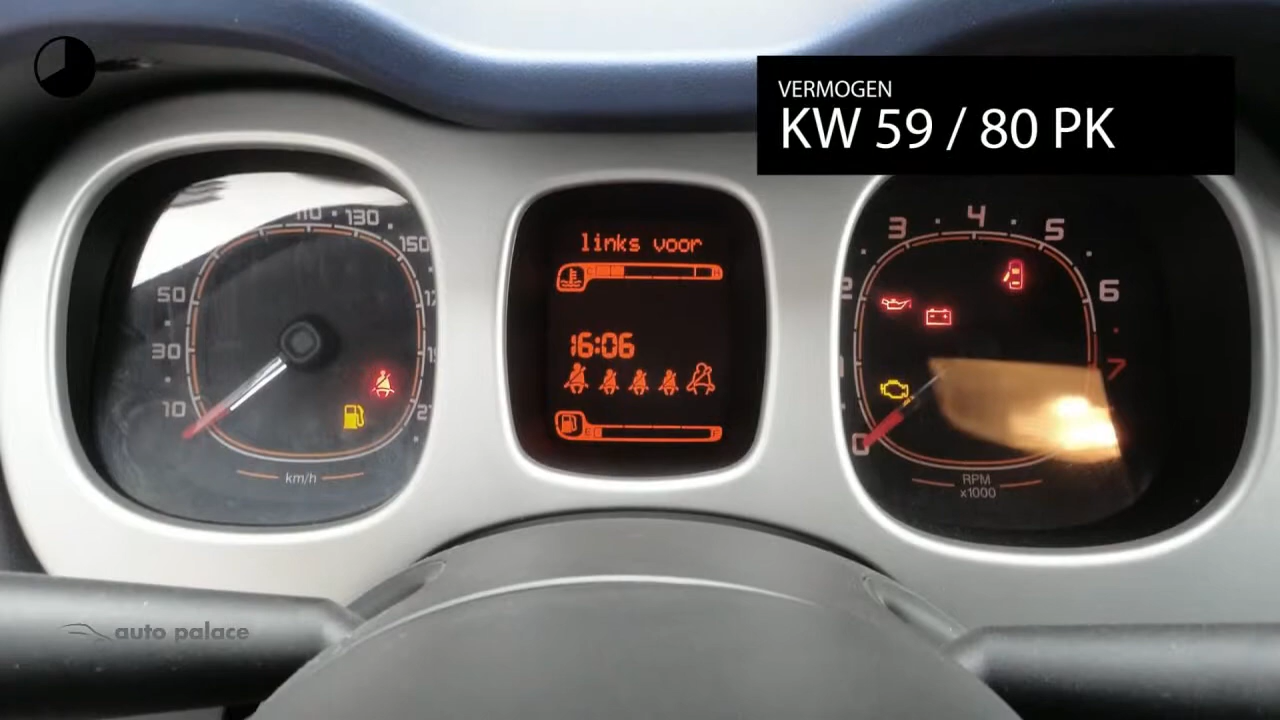 VERMOGEN
KW 59 / 80 PK
110 130
150
50
30
10
km/h
links voor
C H
16:06
F
3 4 5
2 6
1 7
0
RPM
x1000
auto palace